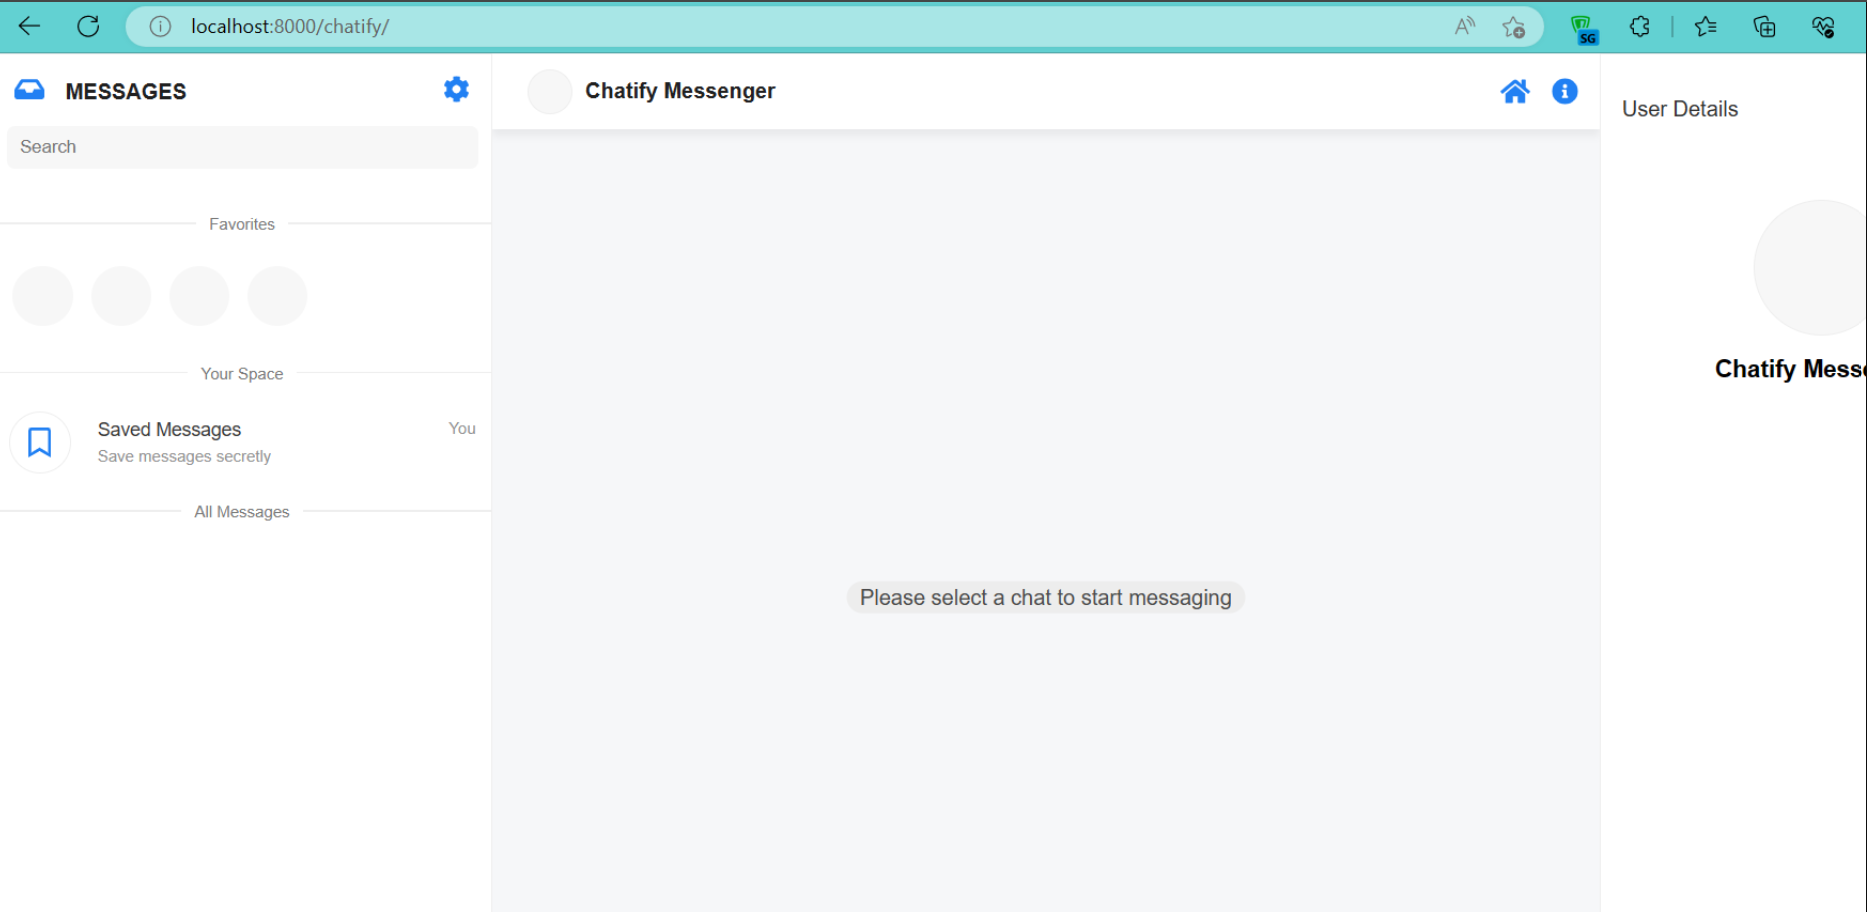 localhost:8000/chatify/
SG
MESSAGES
Search
Favorites
Your Space
Saved Messages
You
Save messages secretly
All Messages
Chatify Messenger
Please select a chat to start messaging
User Details
Chatify Mess